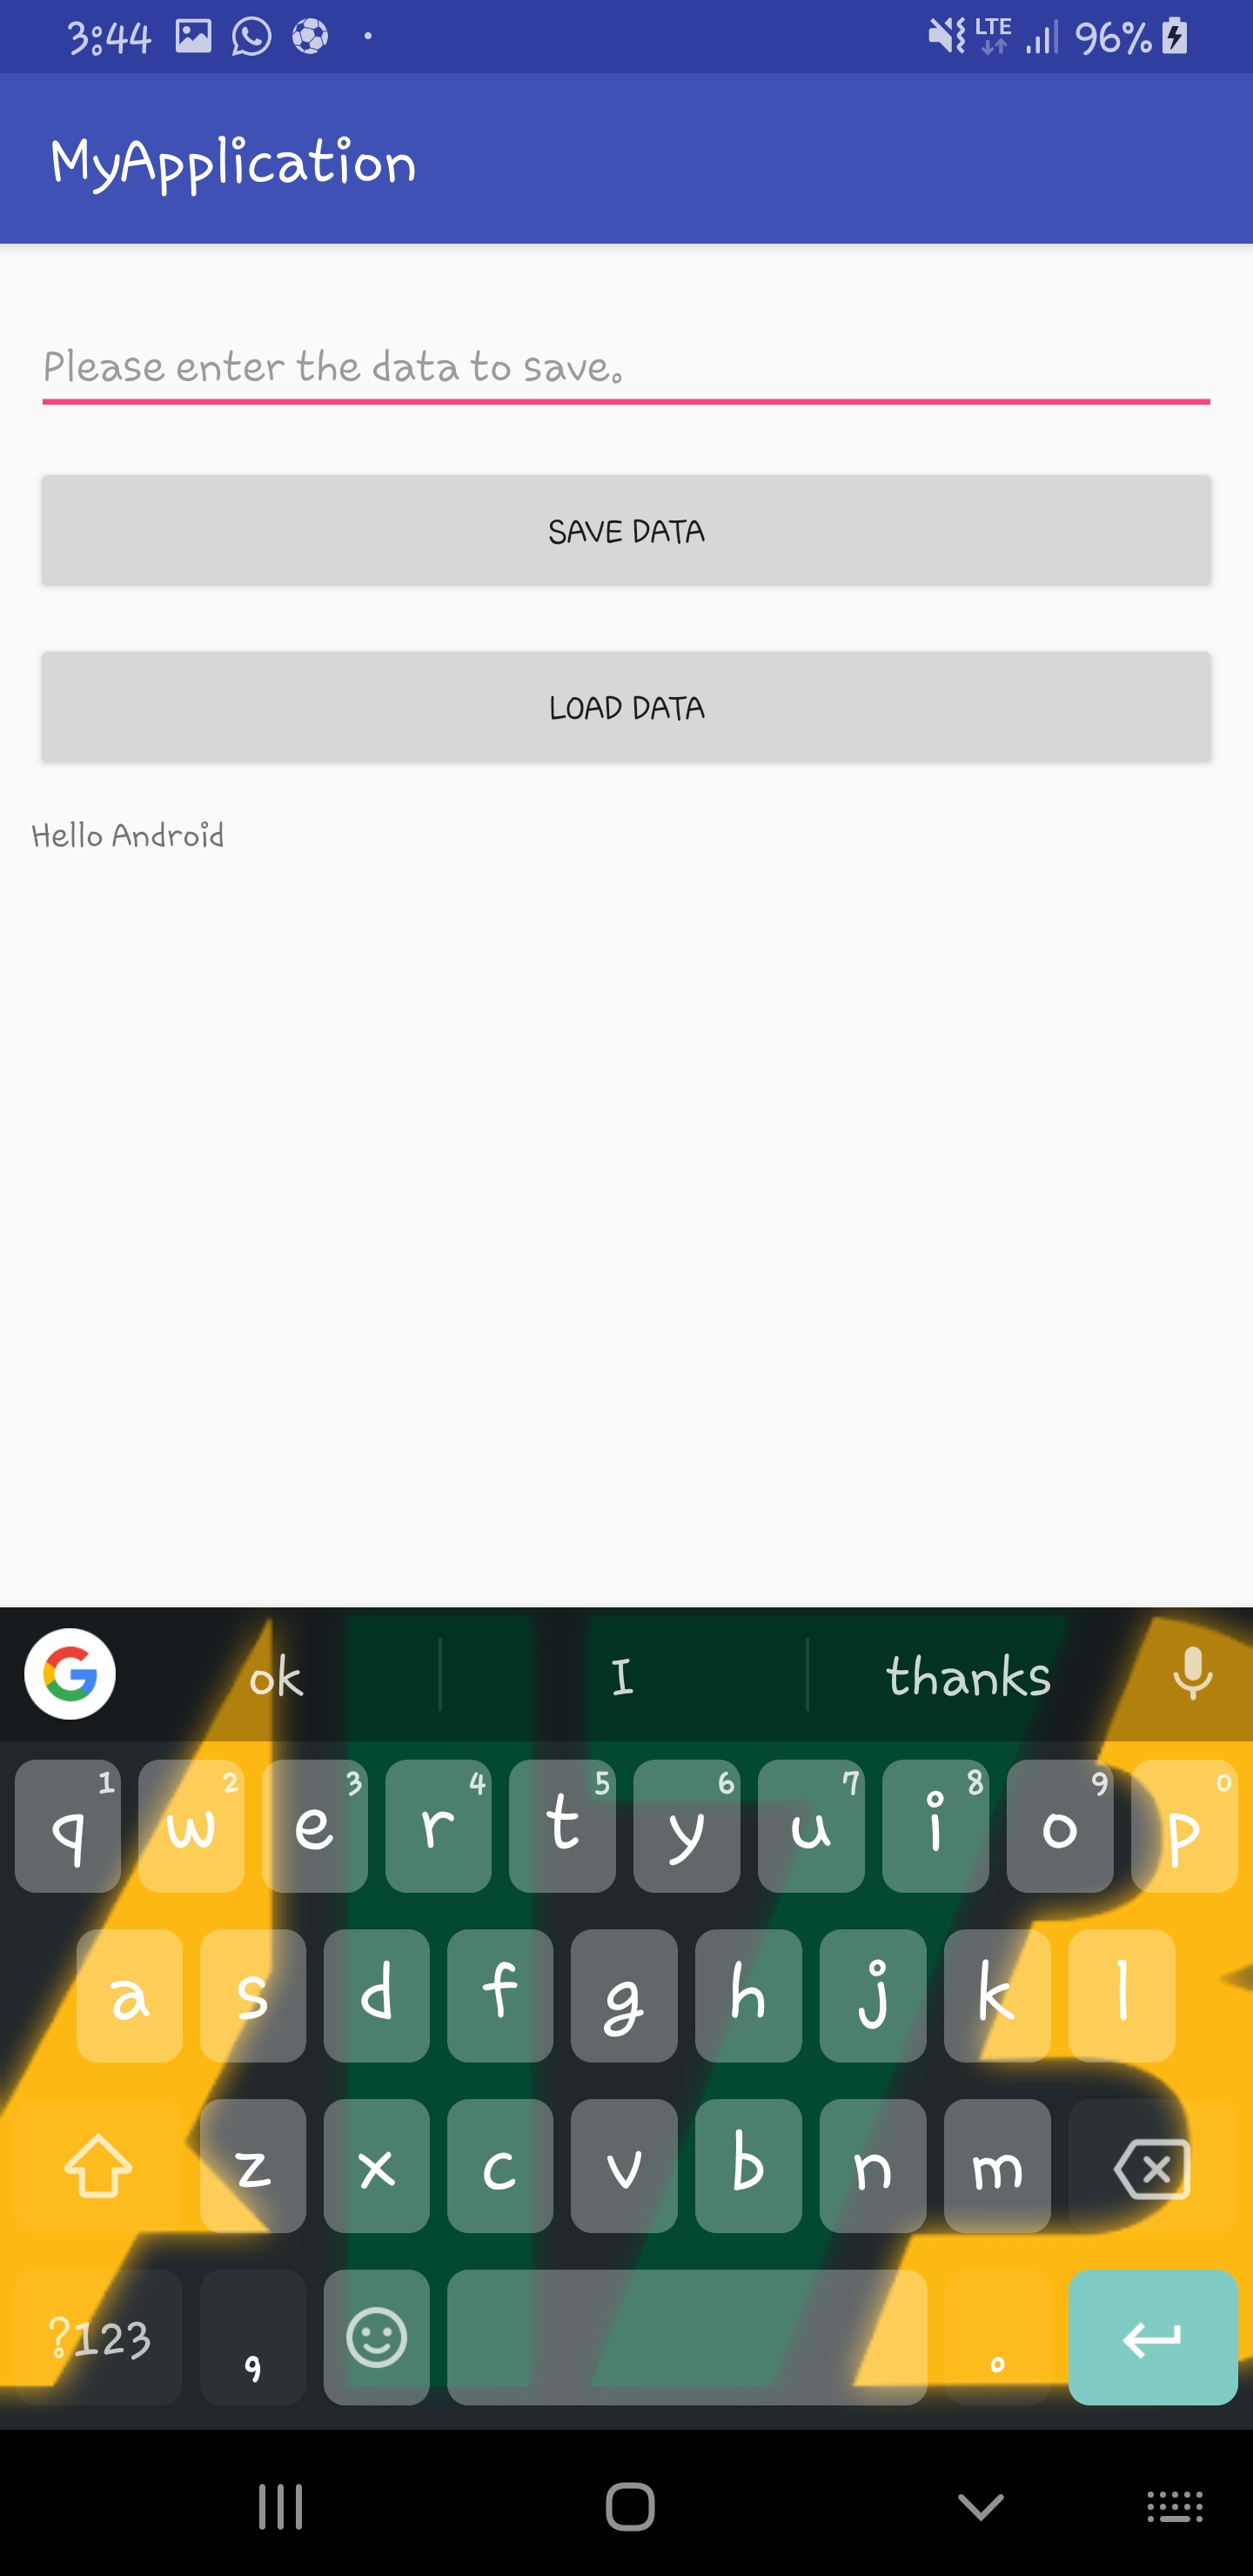 3:44 LTE 96%
MyApplication
Please enter the data to save.
SAVE DATA
LOAD DATA
Hello Android
G ok I thanks
1 2 3 4 5 6 7 8 9 0
q w e r t y u i o p
a s d f g h j k l
z x c v b n m
?123 , .